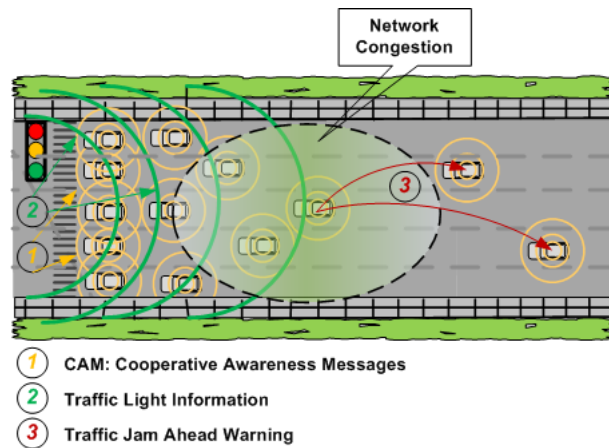 Network
Congestion
3
2
1
1 CAM: Cooperative Awareness Messages
2 Traffic Light Information
3 Traffic Jam Ahead Warning